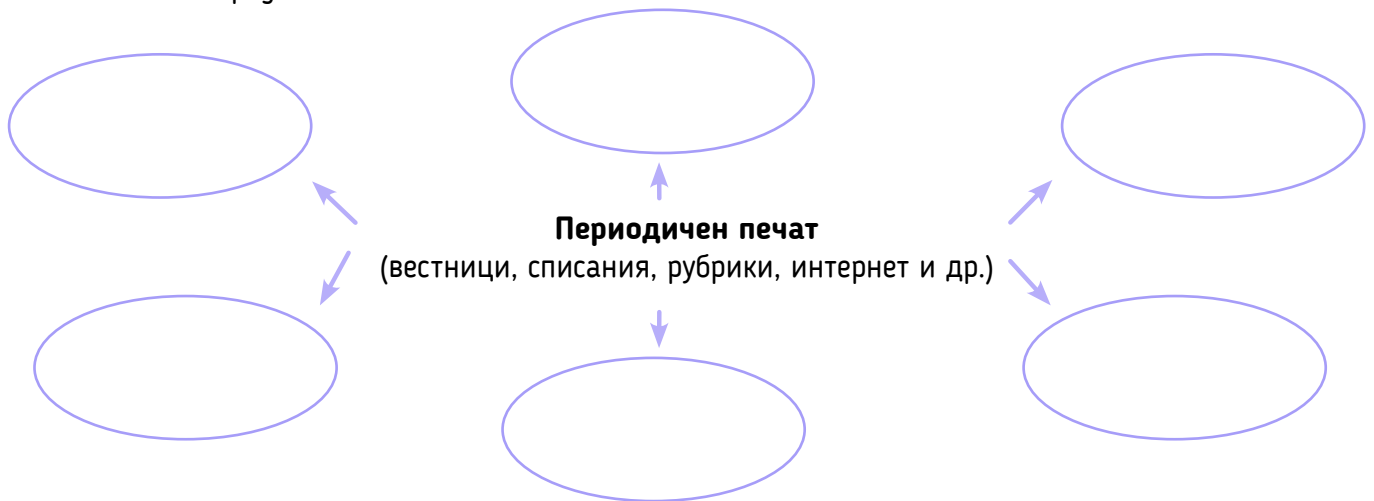 Периодичен печат
(вестници, списания, рубрики, интернет и др.)